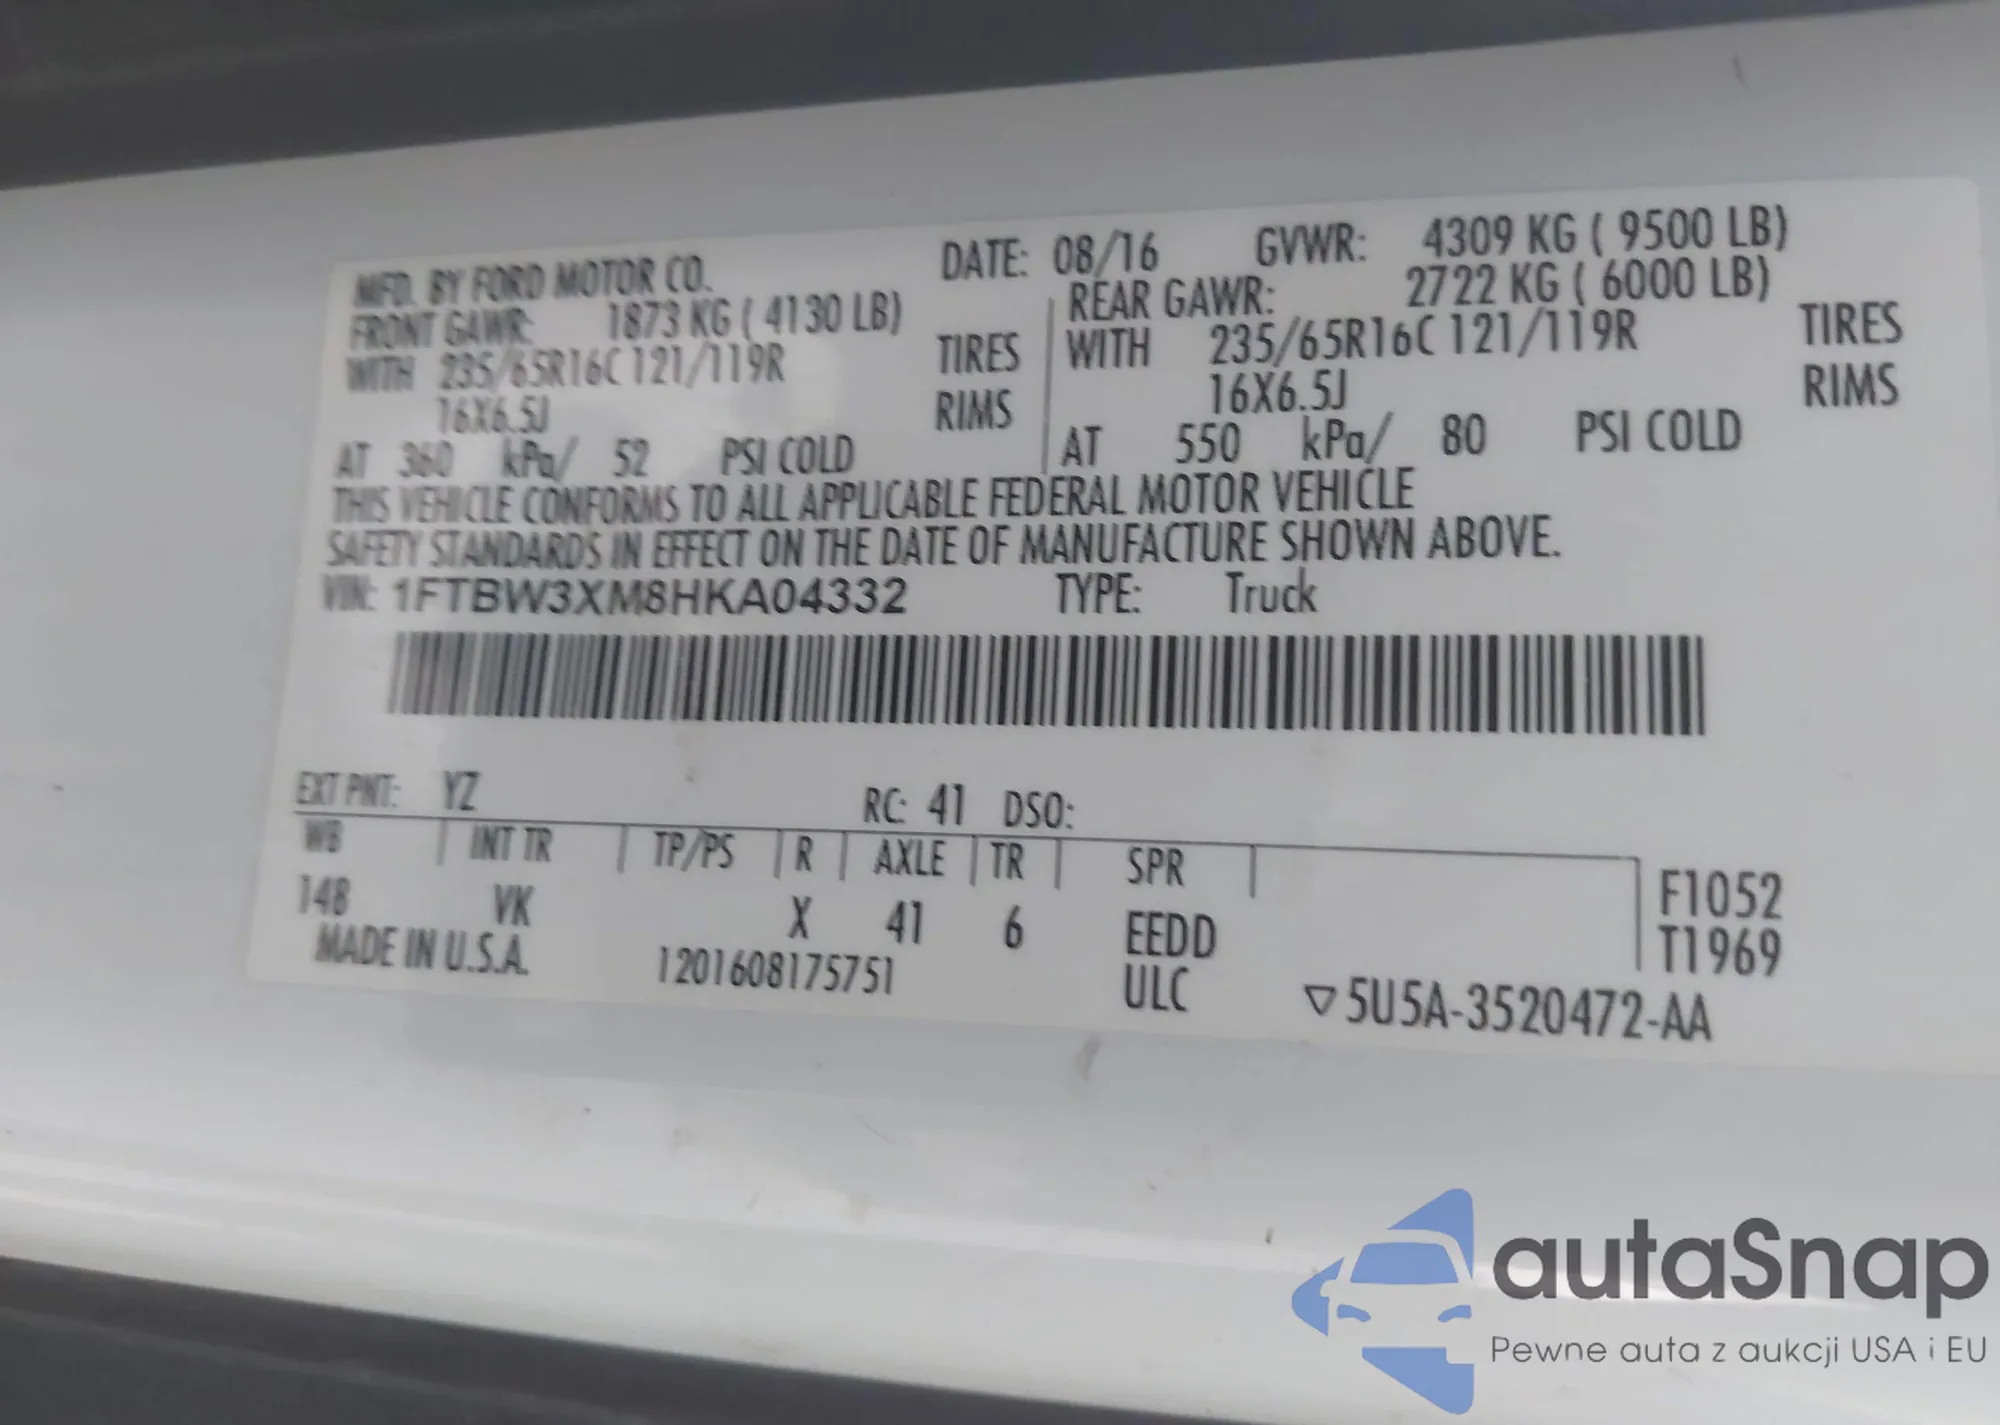 MFD. BY FORD MOTOR CO. DATE: 08/16 GVWR: 4309 KG ( 9500 LB)
FRONT GAWR: 1873 KG ( 4130 LB) REAR GAWR: 2722 KG ( 6000 LB)
WITH 235/65R16C 121/119R TIRES WITH 235/65R16C 121/119R TIRES
16X6.5J RIMS 16X6.5J RIMS
AT 360 kPa/ 52 PSI COLD AT 550 kPa/ 80 PSI COLD
THIS VEHICLE CONFORMS TO ALL APPLICABLE FEDERAL MOTOR VEHICLE
SAFETY STANDARDS IN EFFECT ON THE DATE OF MANUFACTURE SHOWN ABOVE.
VIN: 1FTBW3XM8HKA04332 TYPE: Truck
EXT PNT: YZ RC: 41 DSO:
WB INT TR TP/PS R AXLE TR SPR F1052
148 VK X 41 6 EEDD T1969
MADE IN U.S.A. 1201608175751 ULC ▽5U5A-3520472-AA
autaSnap
Pewne auta z aukcji USA i EU